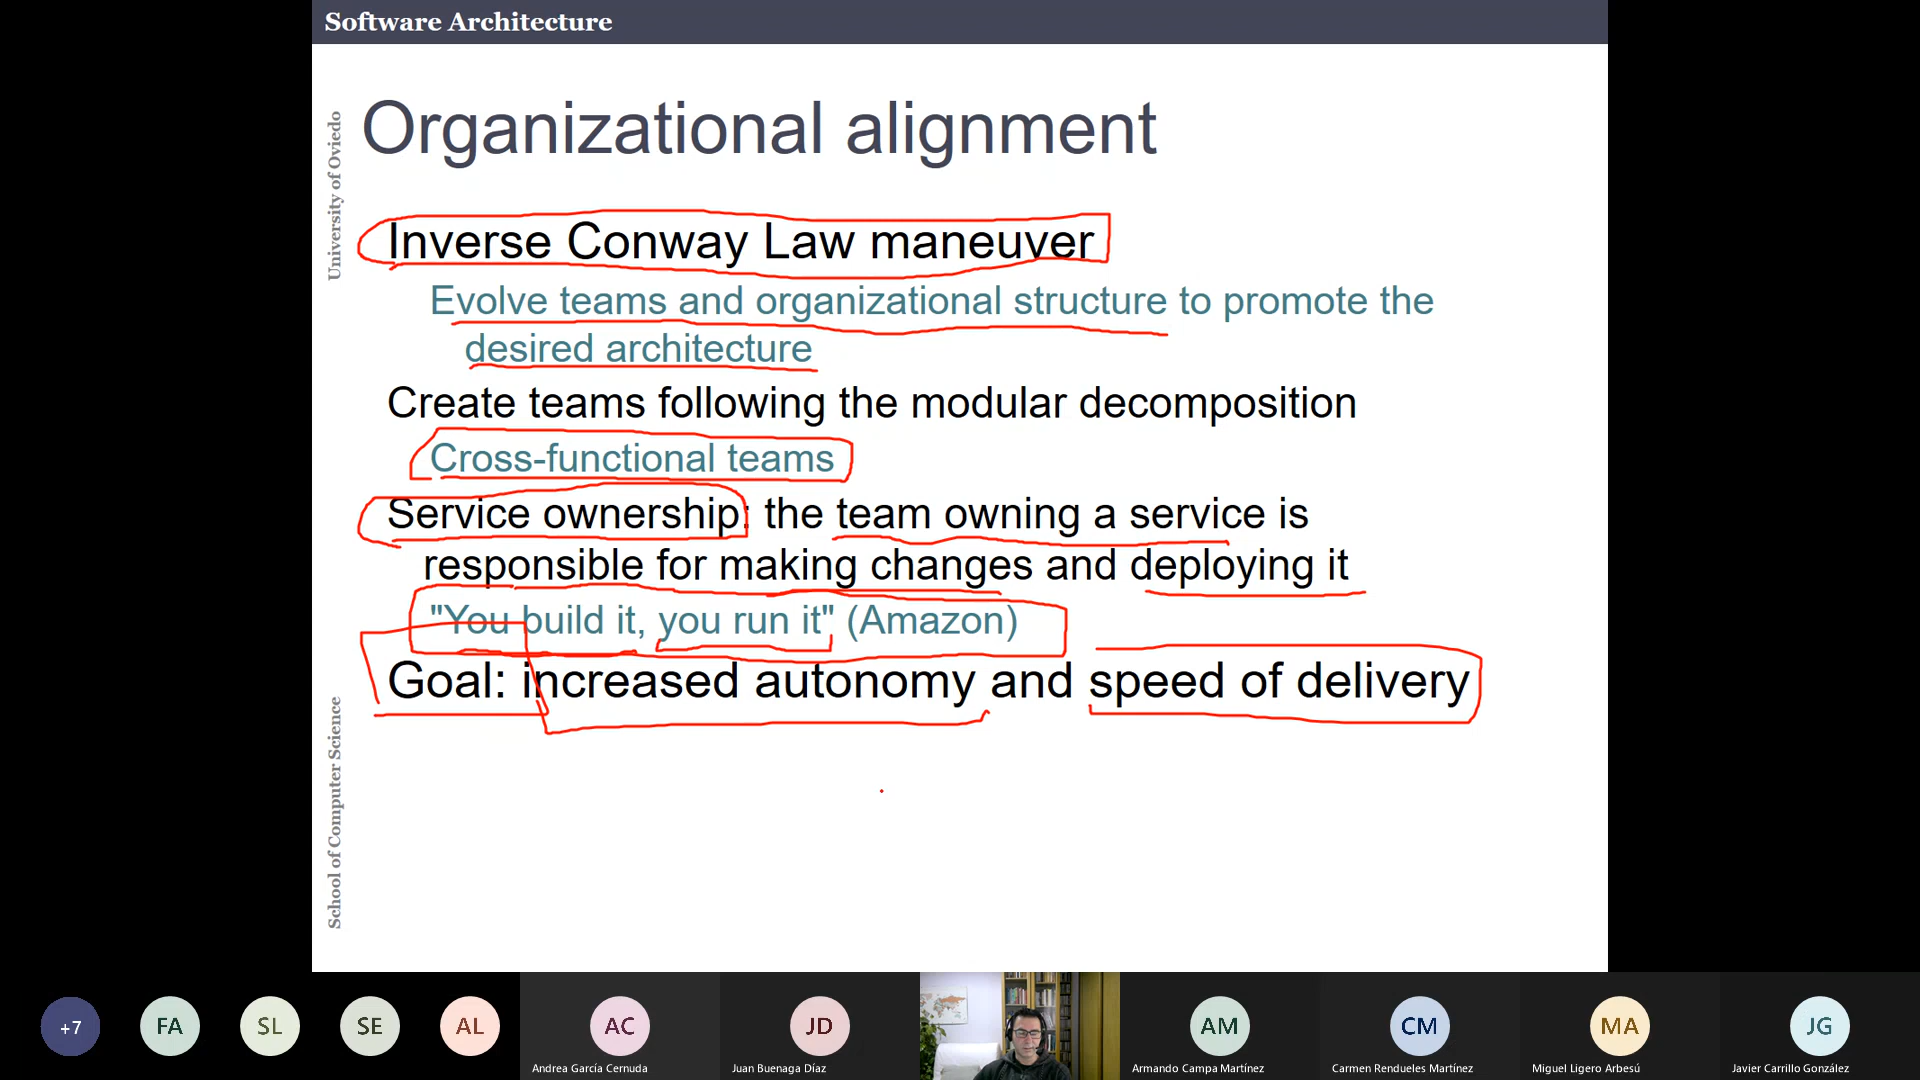 Software Architecture
University of Oviedo
Organizational alignment
Inverse Conway Law maneuver
Evolve teams and organizational structure to promote the
desired architecture
Create teams following the modular decomposition
Cross-functional teams
Service ownership: the team owning a service is
responsible for making changes and deploying it
"You build it, you run it" (Amazon)
Goal: increased autonomy and speed of delivery
School of Computer Science
+7
FA
SL
SE
AL
AC
JD
AM
CM
MA
JG
Andrea García Cernuda
Juan Buenaga Díaz
Armando Campa Martínez
Carmen Rendueles Martínez
Miguel Ligero Arbesú
Javier Carrillo González